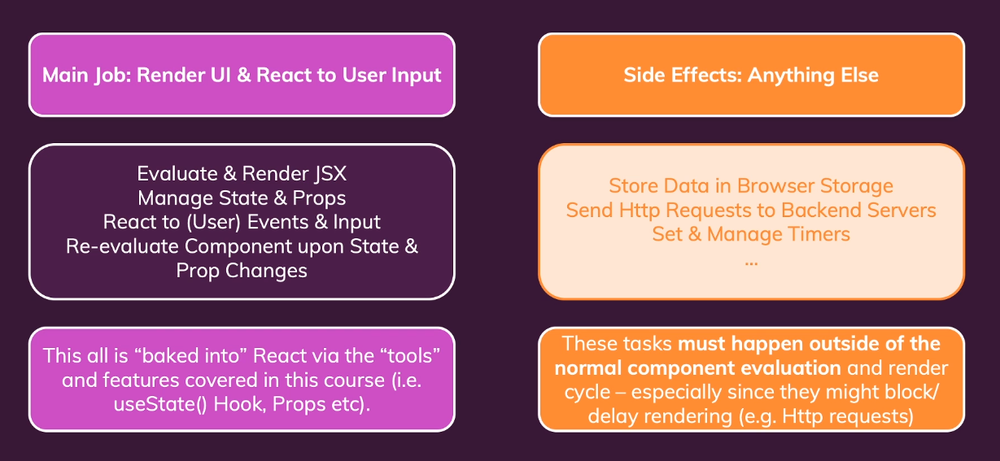 Main Job: Render UI & React to User Input
Evaluate & Render JSX
Manage State & Props
React to (User) Events & Input
Re-evaluate Component upon State &
Prop Changes
This all is “baked into” React via the “tools”
and features covered in this course (i.e.
useState() Hook, Props etc).
Side Effects: Anything Else
Store Data in Browser Storage
Send Http Requests to Backend Servers
Set & Manage Timers
...
These tasks must happen outside of the
normal component evaluation and render
cycle – especially since they might block/
delay rendering (e.g. Http requests)